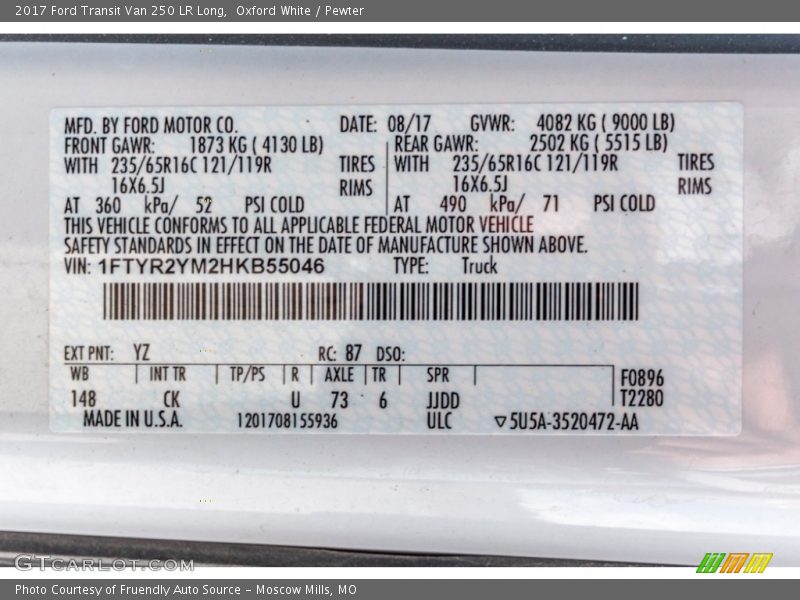 2017 Ford Transit Van 250 LR Long, Oxford White / Pewter
MFD. BY FORD MOTOR CO. DATE: 08/17 GVWR: 4082 KG ( 9000 LB)
FRONT GAWR: 1873 KG ( 4130 LB) REAR GAWR: 2502 KG ( 5515 LB)
WITH 235/65R16C 121/119R TIRES WITH 235/65R16C 121/119R TIRES
16X6.5J RIMS 16X6.5J RIMS
AT 360 kPa/ 52 PSI COLD AT 490 kPa/ 71 PSI COLD
THIS VEHICLE CONFORMS TO ALL APPLICABLE FEDERAL MOTOR VEHICLE
SAFETY STANDARDS IN EFFECT ON THE DATE OF MANUFACTURE SHOWN ABOVE.
VIN: 1FTYR2YM2HKB55046 TYPE: Truck
EXT PNT: YZ RC: 87 DSO:
WB INT TR TP/PS R AXLE TR SPR F0896
148 CK U 73 6 JJDD T2280
MADE IN U.S.A. 1201708155936 ULC ▽5U5A-3520472-AA
GTCARLOT.COM
Photo Courtesy of Fruendly Auto Source – Moscow Mills, MO